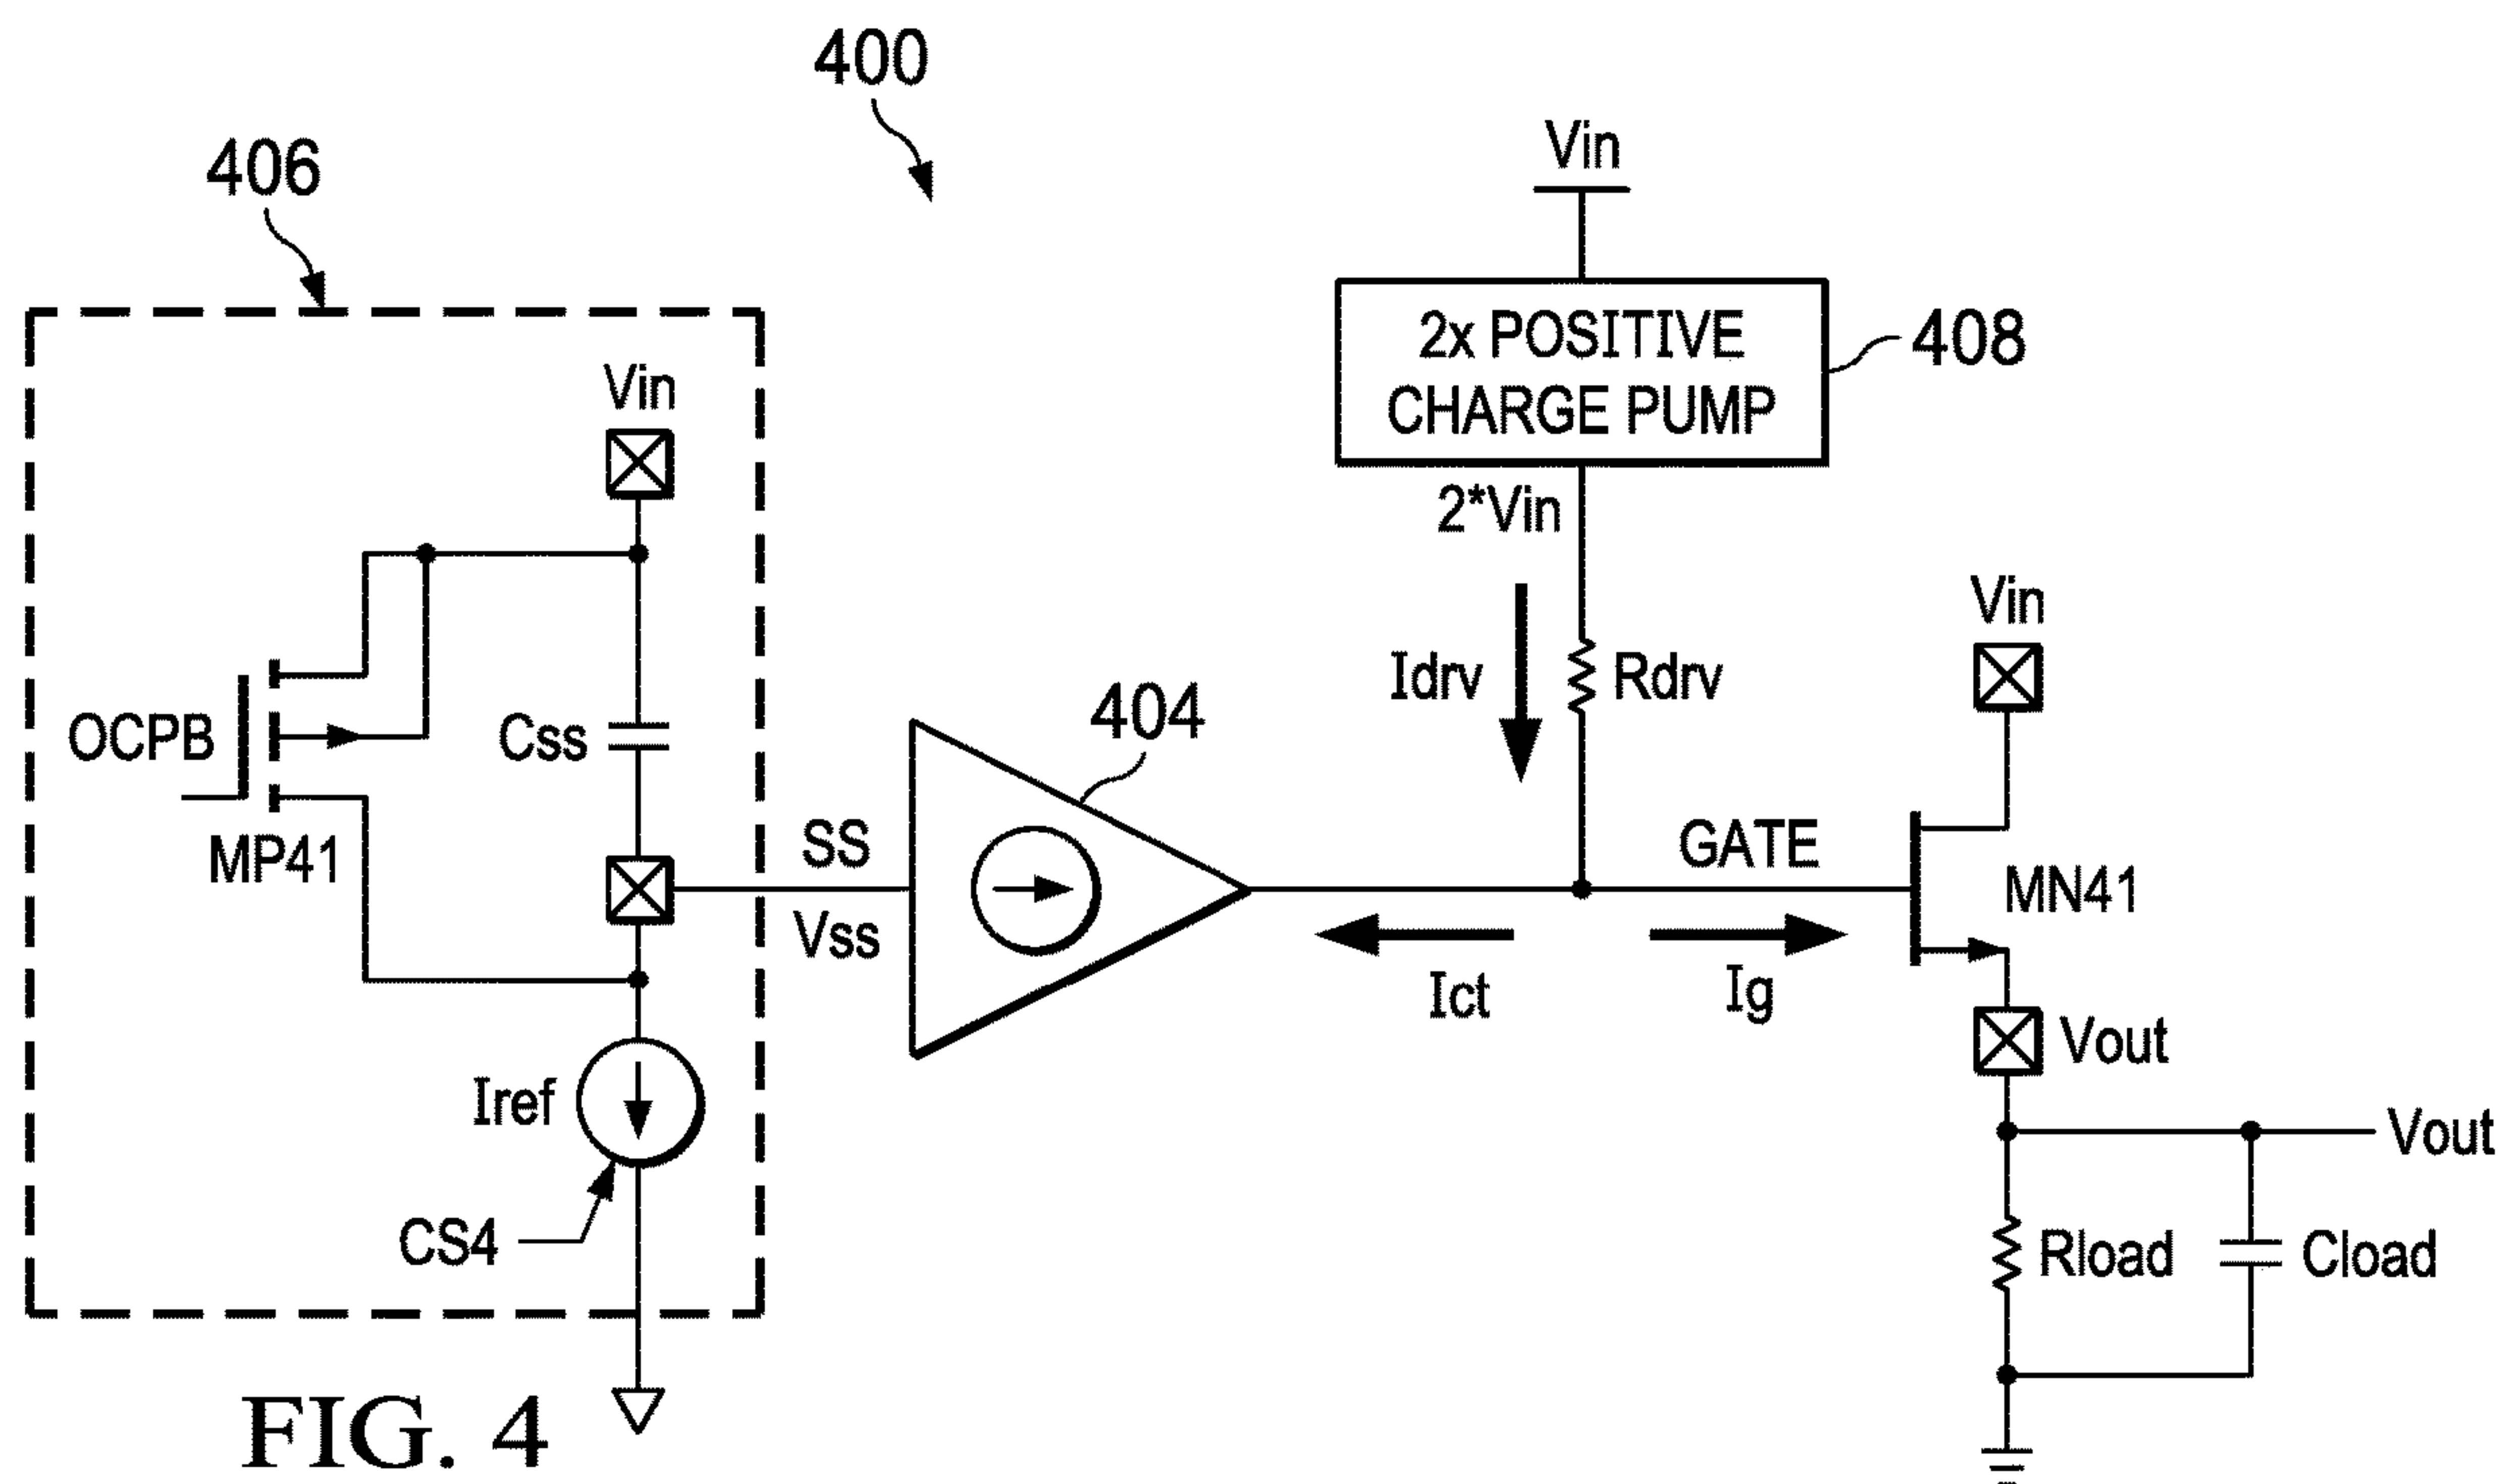 400
406
Vin
2x POSITIVE
CHARGE PUMP
408
Vin
2*Vin
Vin
OCPB
Css
Idrv
Rdrv
404
MP41
SS
Vss
GATE
MN41
Ict
Ig
Vout
Iref
Vout
CS4
Rload
Cload
FIG. 4